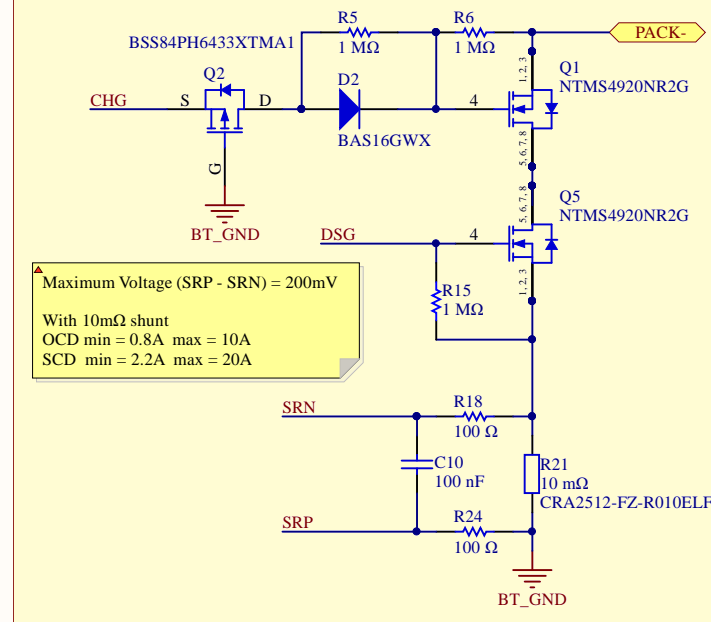 R5
R6
1 MΩ
1 MΩ
PACK-
BSS84PH6433XTMA1
Q2
CHG
S
D
G
BT_GND
D2
BAS16GWX
4
1, 2, 3
5, 6, 7, 8
Q1
NTMS4920NR2G
5, 6, 7, 8
1, 2, 3
Q5
NTMS4920NR2G
DSG
4
R15
1 MΩ
Maximum Voltage (SRP - SRN) = 200mV
With 10mΩ shunt
OCD min = 0.8A  max = 10A
SCD  min = 2.2A  max = 20A
SRN
R18
100 Ω
C10
100 nF
R21
10 mΩ
CRA2512-FZ-R010ELF
SRP
R24
100 Ω
BT_GND